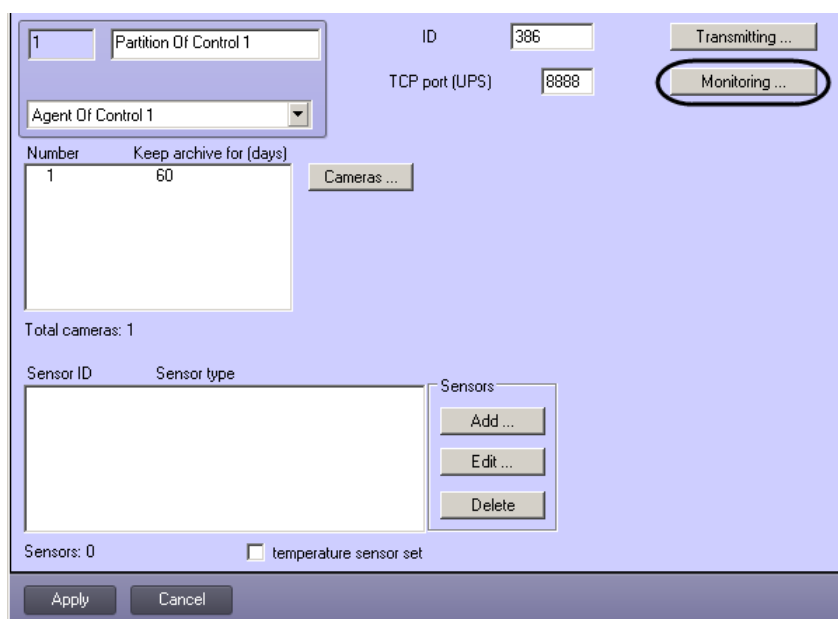 1 Partition Of Control 1 ID 386 Transmitting ...
TCP port (UPS) 8888 Monitoring ...
Agent Of Control 1
Number Keep archive for (days)
1 60 Cameras ...
Total cameras: 1
Sensor ID Sensor type
Sensors
Add ...
Edit ...
Delete
Sensors: 0 temperature sensor set
Apply Cancel